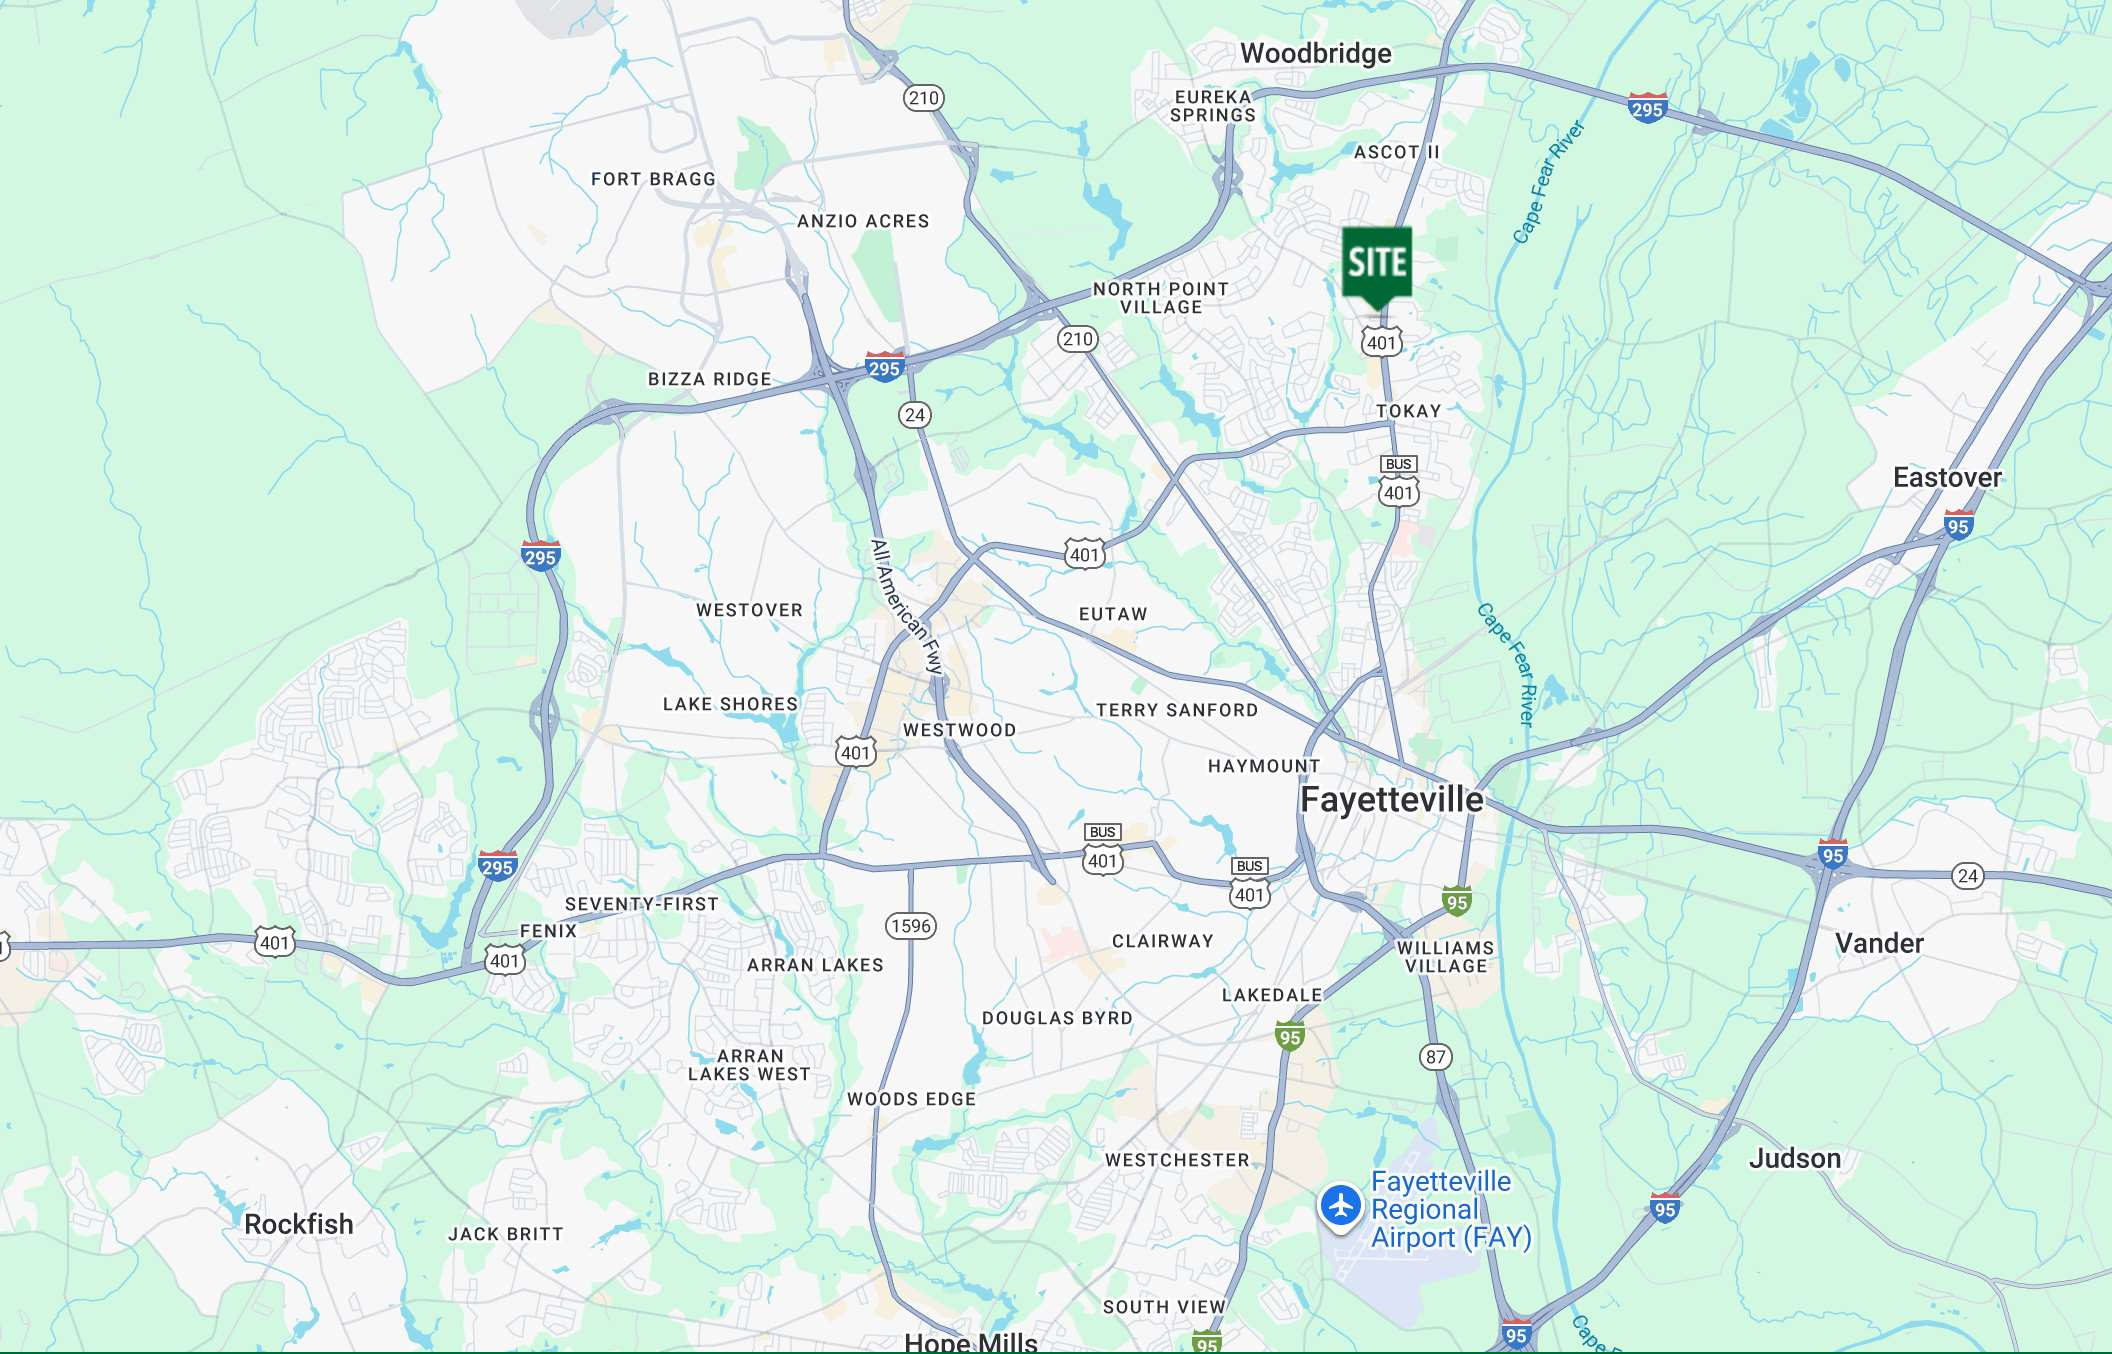 Woodbridge
210
EUREKA
SPRINGS
295
ASCOT II
Cape Fear River
FORT BRAGG
ANZIO ACRES
SITE
NORTH POINT
VILLAGE
210
401
295
BIZZA RIDGE
24
TOKAY
BUS
401
Eastover
95
295
401
All American Fwy
WESTOVER
EUTAW
Cape Fear River
LAKE SHORES
TERRY SANFORD
WESTWOOD
401
HAYMOUNT
Fayetteville
BUS
401
95
295
BUS
401
24
SEVENTY-FIRST
95
1596
FENIX
401
401
CLAIRWAY
WILLIAMS
VILLAGE
Vander
ARRAN LAKES
LAKEDALE
DOUGLAS BYRD
95
87
ARRAN
LAKES WEST
WOODS EDGE
WESTCHESTER
Judson
Fayetteville
Regional
Airport (FAY)
95
Rockfish
JACK BRITT
SOUTH VIEW
95
95
Hope Mills
Cape